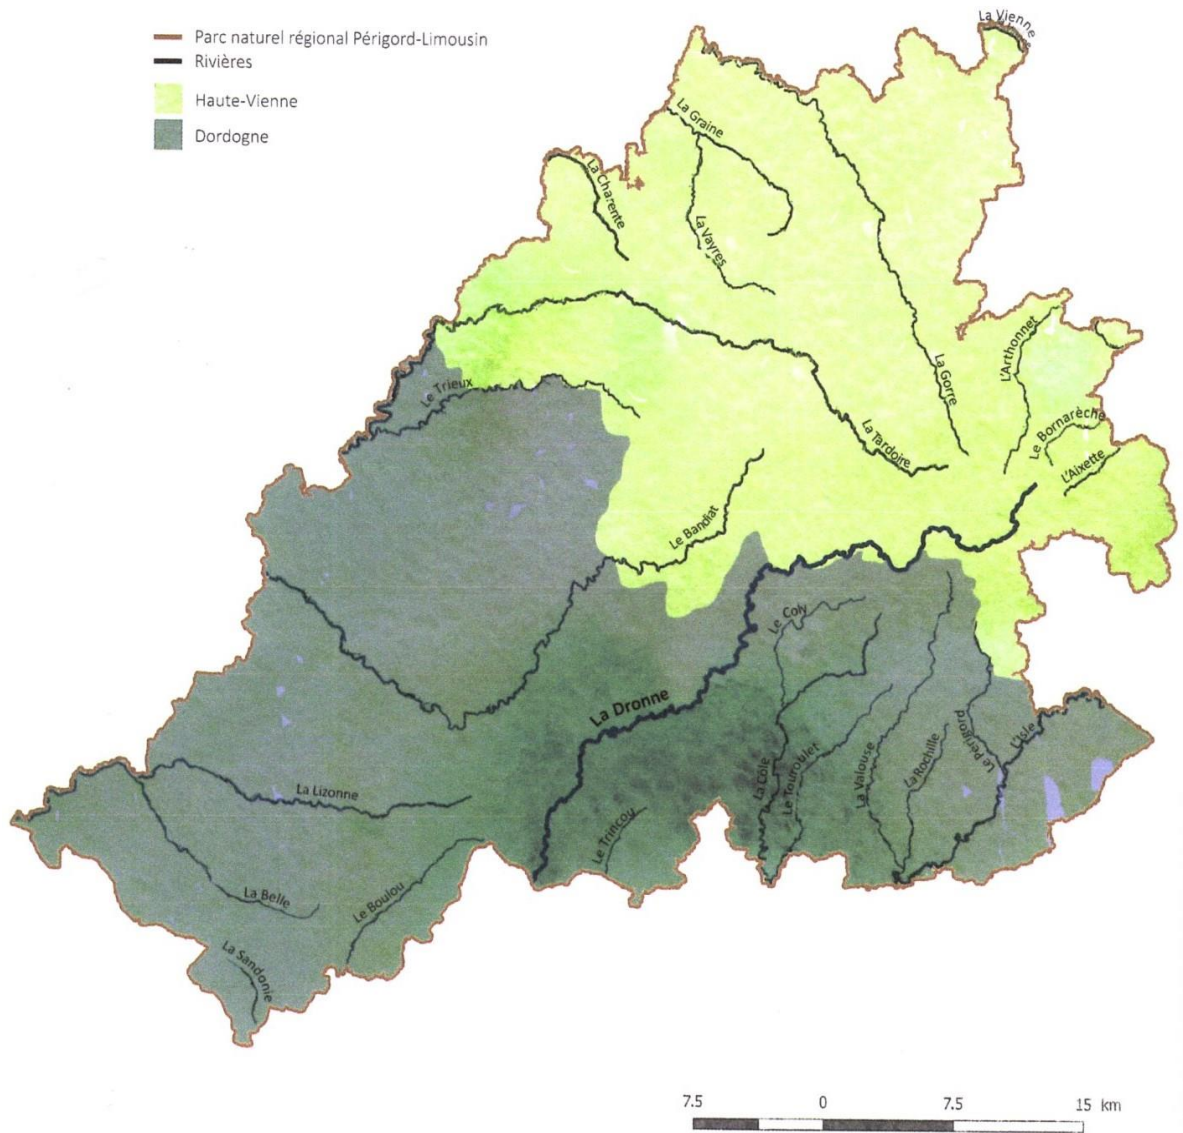 La Vienne
Parc naturel régional Périgord-Limousin
Rivières
Haute-Vienne
Dordogne
La Graine
La Charente
La Vayres
L'Arthonnet
La Gorre
Le Trieux
Le Bornarèche
La Tardoire
L'Aixette
Le Bandiat
Le Coly
La Dronne
Le Périgord
L'Isle
La Rochille
La Valouse
Le Touroulet
La Côle
La Lizonne
Le Trincou
La Belle
Le Boulou
La Sandonie
7.5 0 7.5 15 km